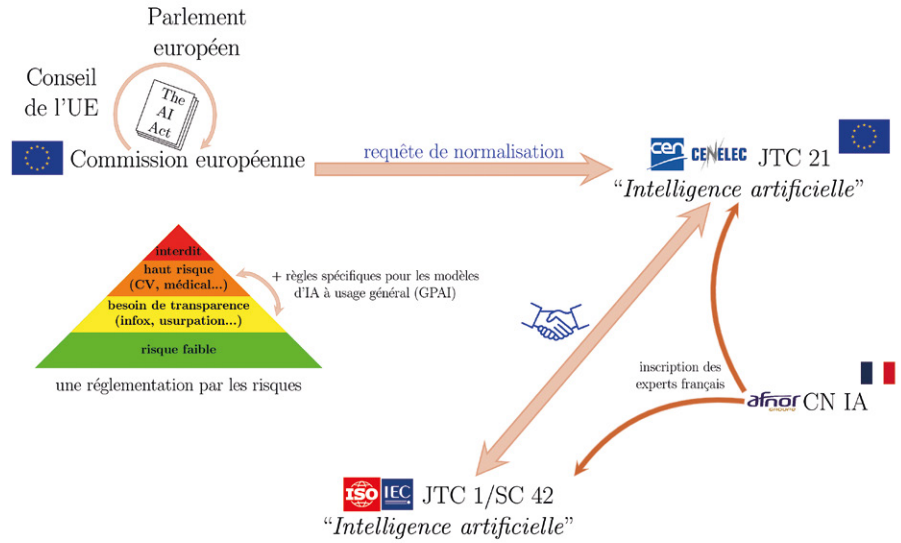 Parlement
européen
Conseil
de l'UE
The
AI
Act
Commission européenne
requête de normalisation
cen
CENELEC
JTC 21
“Intelligence artificielle”
interdit
haut risque
(CV, médical...)
besoin de transparence
(infox, usurpation...)
risque faible
+ règles spécifiques pour les modèles
d'IA à usage général (GPAI)
une réglementation par les risques
inscription des
experts français
afnor
GROUPE
CN IA
ISO
IEC
JTC 1/SC 42
“Intelligence artificielle”